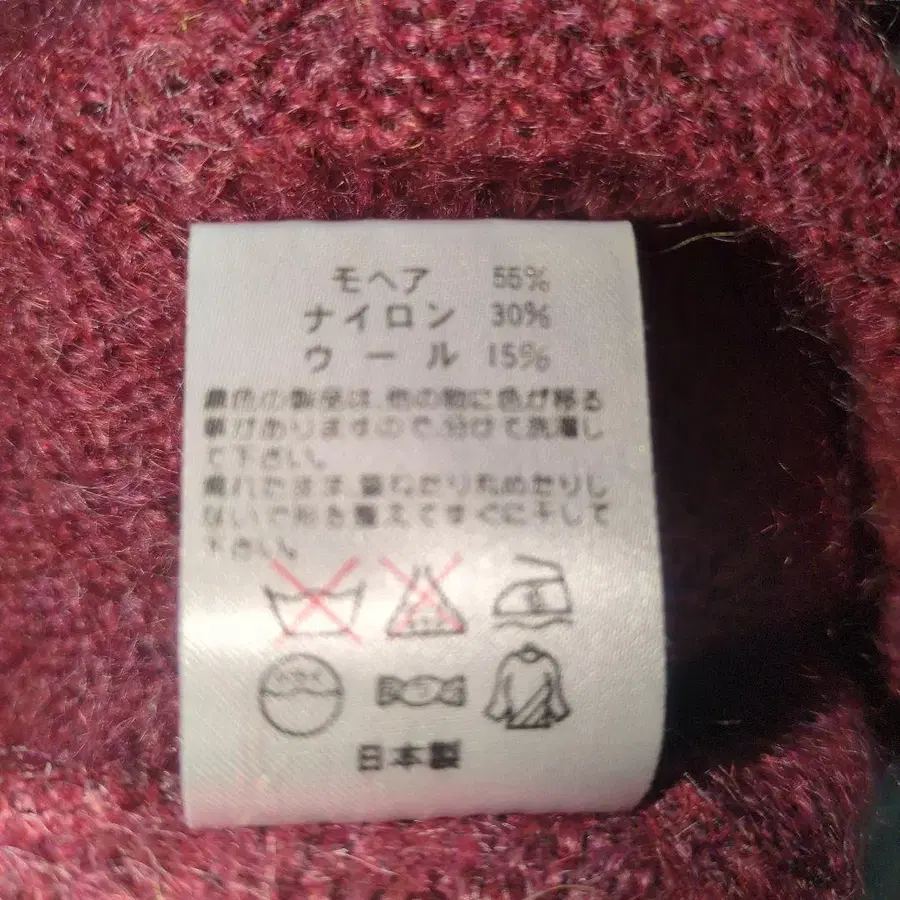 モヘア 55%
ナイロン 30%
ウール 15%
濃色の製品は、他の物に色が移る
事がありますので、分けて洗濯し
て下さい。
濡れたまま、重ねたり丸めたりし
ないで形を整えてすぐに干して
下さい。
日本製